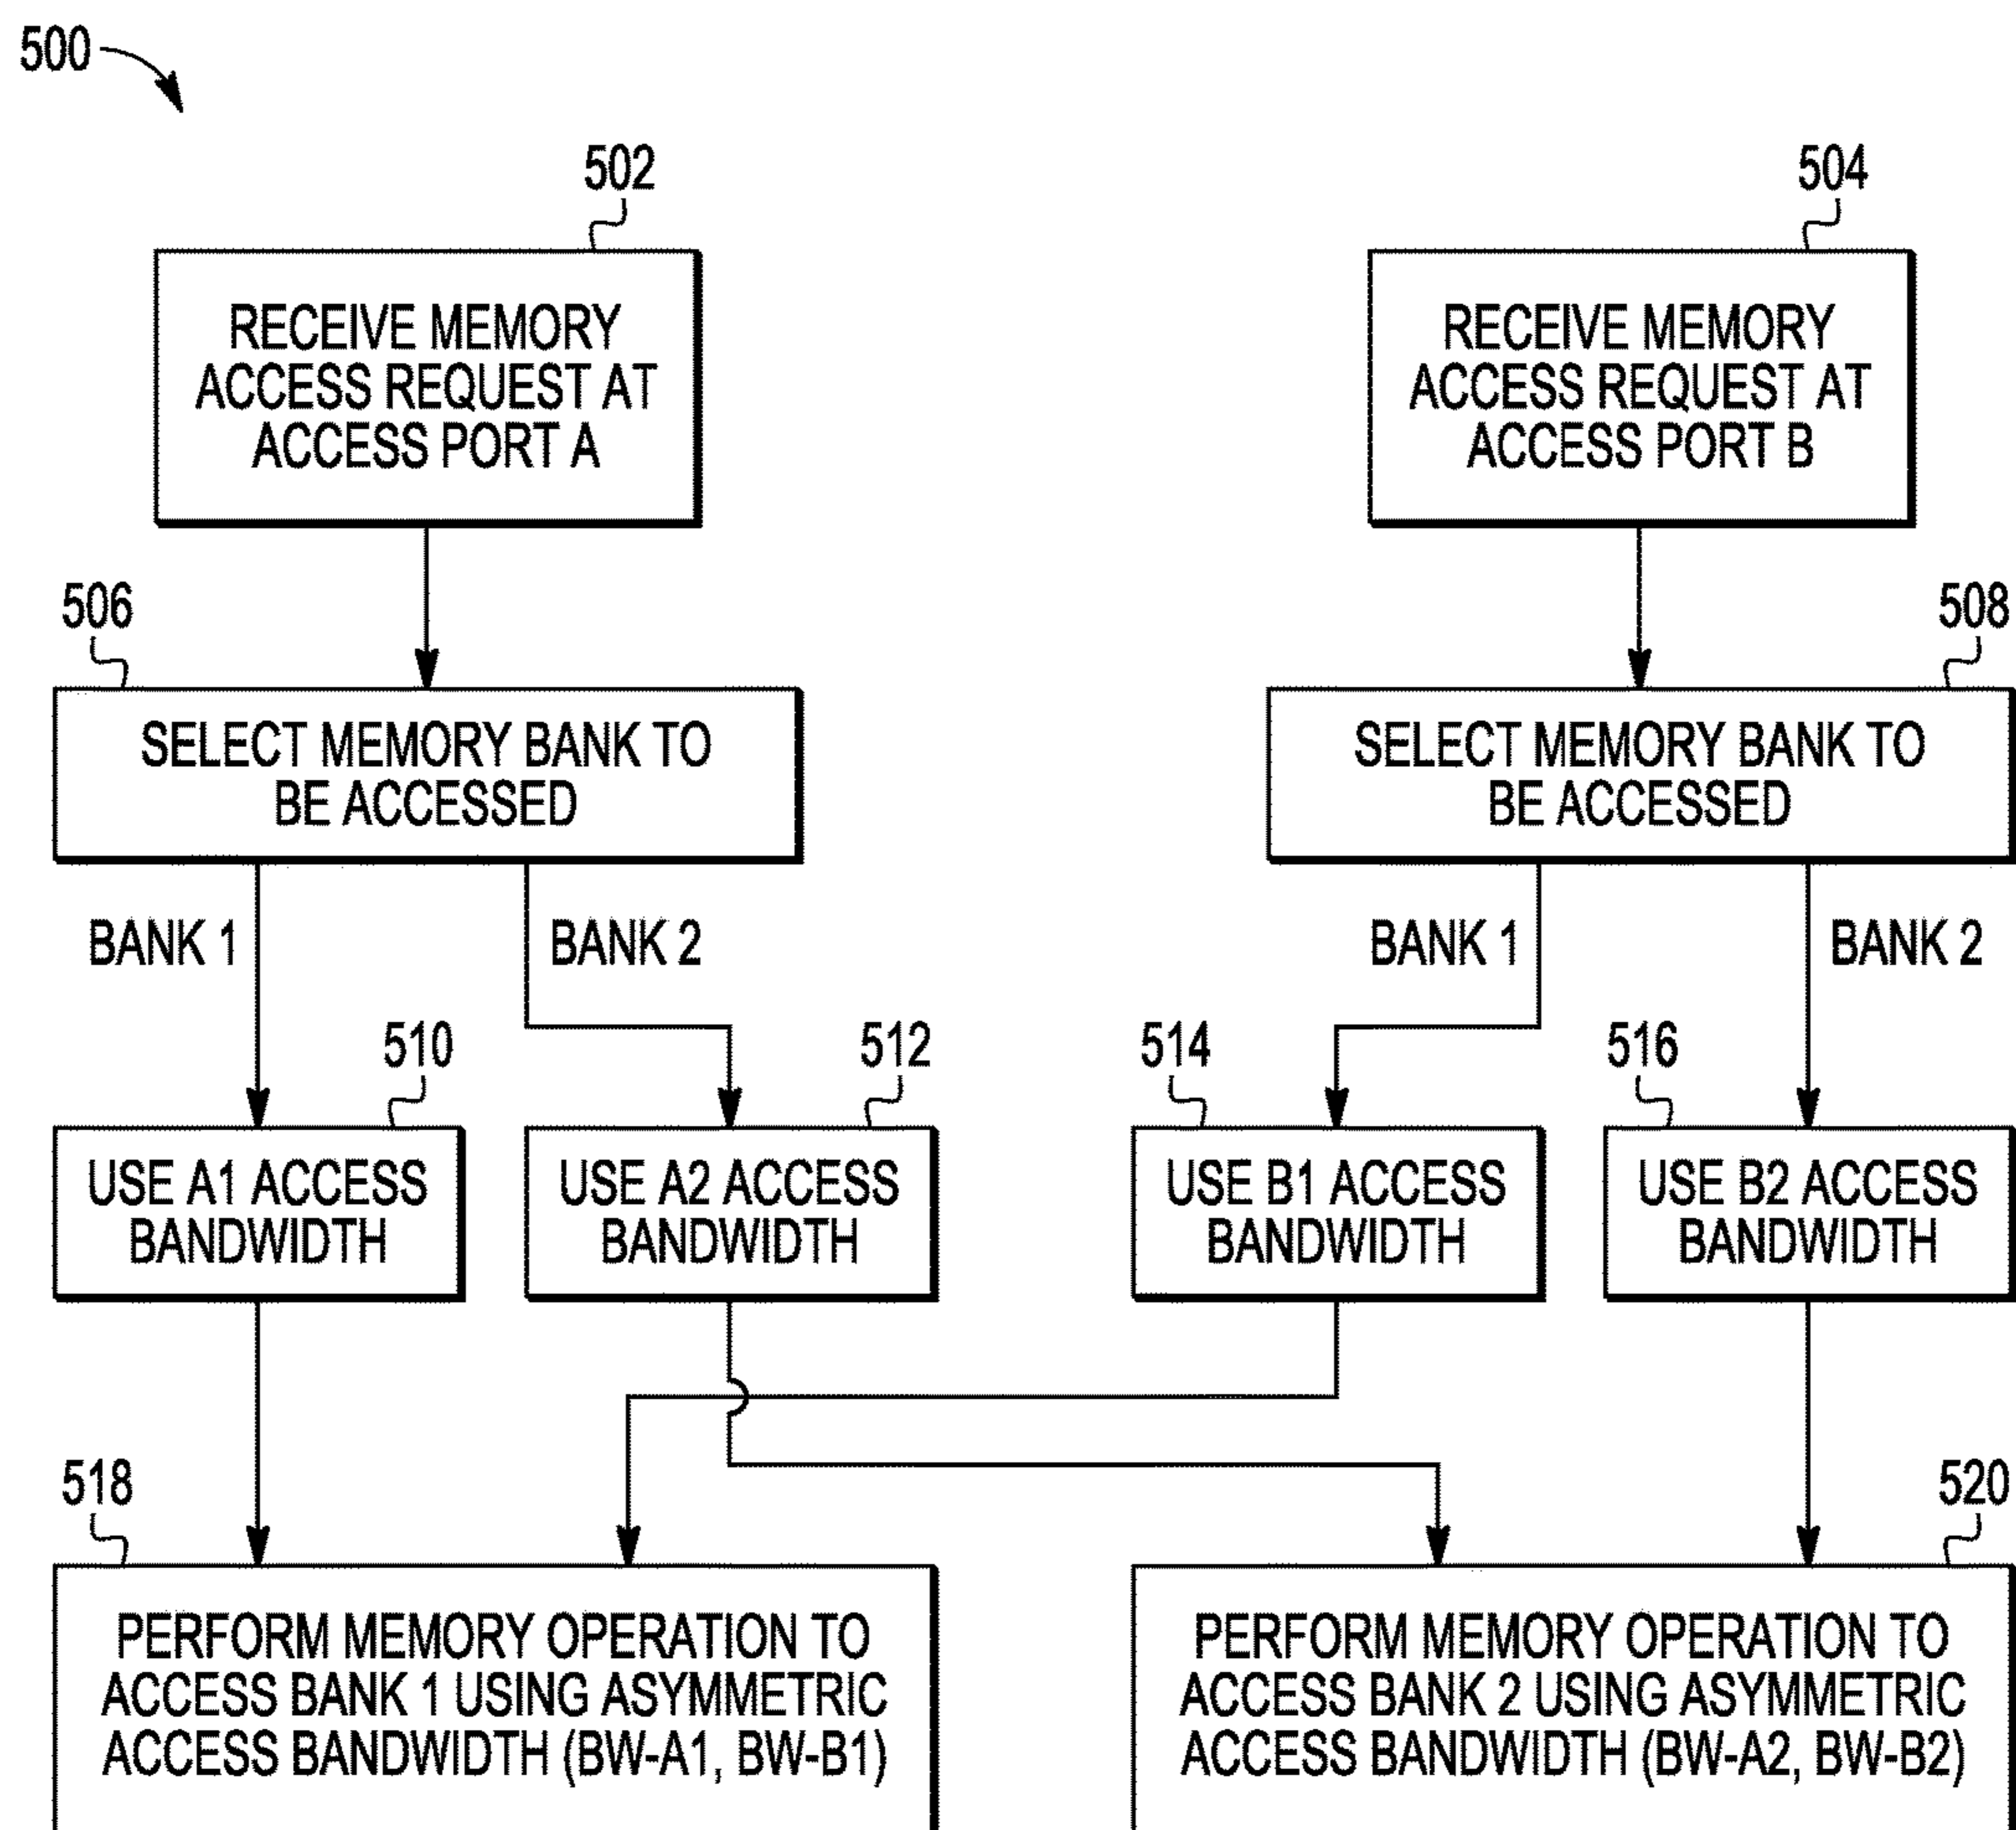 500
502
504
RECEIVE MEMORY
ACCESS REQUEST AT
ACCESS PORT A
RECEIVE MEMORY
ACCESS REQUEST AT
ACCESS PORT B
506
508
SELECT MEMORY BANK TO
BE ACCESSED
SELECT MEMORY BANK TO
BE ACCESSED
BANK 1
BANK 2
BANK 1
BANK 2
510
512
514
516
USE A1 ACCESS
BANDWIDTH
USE A2 ACCESS
BANDWIDTH
USE B1 ACCESS
BANDWIDTH
USE B2 ACCESS
BANDWIDTH
518
520
PERFORM MEMORY OPERATION TO
ACCESS BANK 1 USING ASYMMETRIC
ACCESS BANDWIDTH (BW-A1, BW-B1)
PERFORM MEMORY OPERATION TO
ACCESS BANK 2 USING ASYMMETRIC
ACCESS BANDWIDTH (BW-A2, BW-B2)